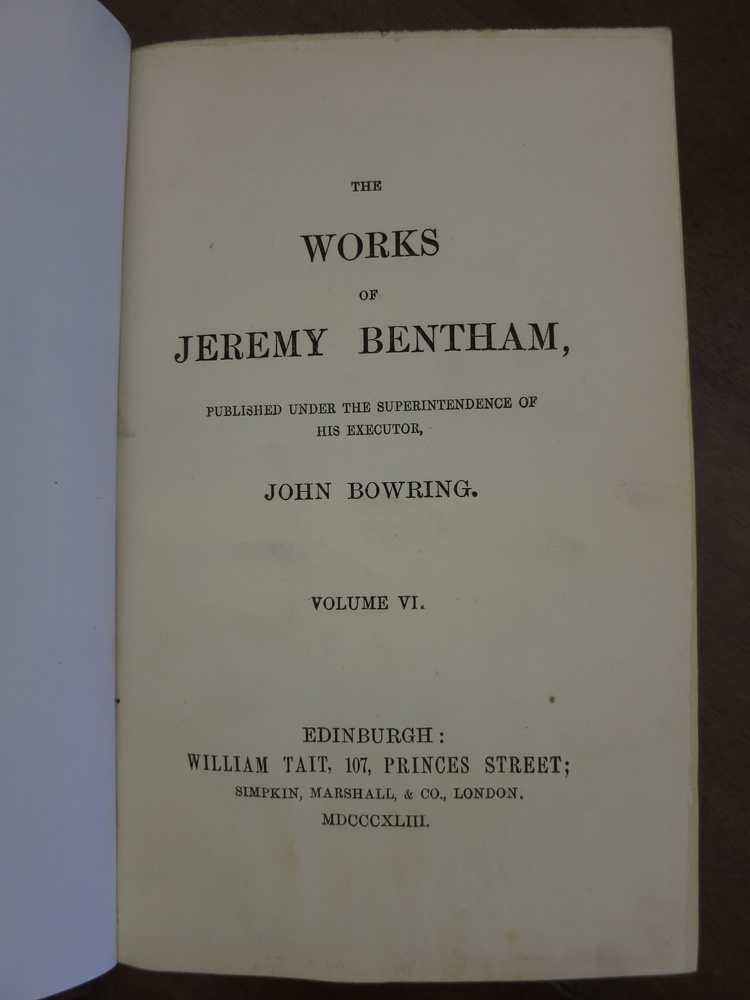 THE
WORKS
OF
JEREMY BENTHAM,
PUBLISHED UNDER THE SUPERINTENDENCE OF
HIS EXECUTOR,
JOHN BOWRING.
VOLUME VI.
EDINBURGH:
WILLIAM TAIT, 107, PRINCES STREET;
SIMPKIN, MARSHALL, & CO., LONDON.
MDCCCXLIII.